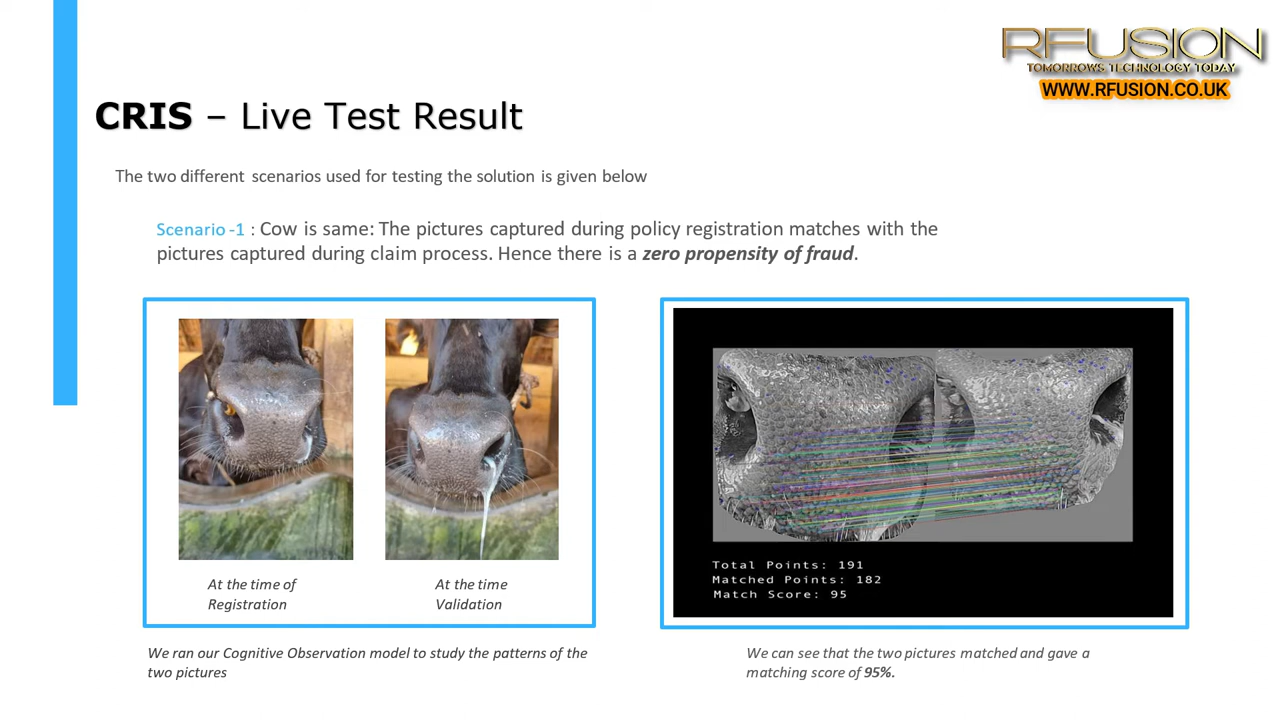 RFUSION
TOMORROWS TECHNOLOGY TODAY
WWW.RFUSION.CO.UK
CRIS – Live Test Result
The two different scenarios used for testing the solution is given below
Scenario -1 : Cow is same: The pictures captured during policy registration matches with the
pictures captured during claim process. Hence there is a zero propensity of fraud.
At the time of
Registration
At the time
Validation
We ran our Cognitive Observation model to study the patterns of the
two pictures
Total Points: 191
Matched Points: 182
Match Score: 95
We can see that the two pictures matched and gave a
matching score of 95%.